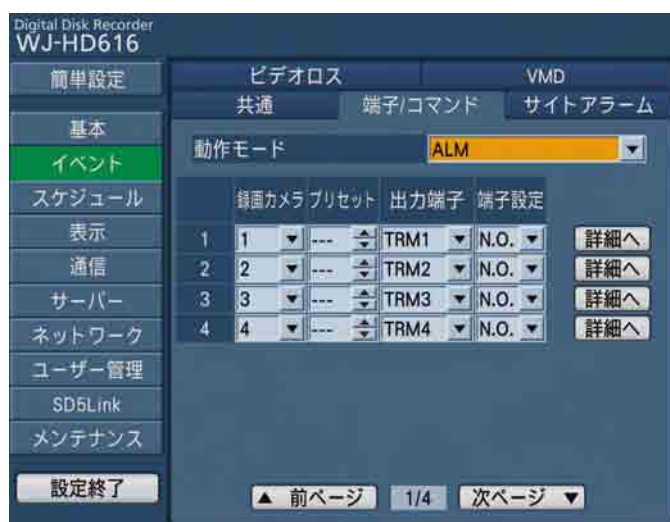 Digital Disk Recorder
WJ-HD616
簡単設定
基本
イベント
スケジュール
表示
通信
サーバー
ネットワーク
ユーザー管理
SD5Link
メンテナンス
設定終了
ビデオロス VMD
共通 端子/コマンド サイトアラーム
動作モード ALM
録画カメラ プリセット 出力端子 端子設定
1 1 --- TRM1 N.O. 詳細へ
2 2 --- TRM2 N.O. 詳細へ
3 3 --- TRM3 N.O. 詳細へ
4 4 --- TRM4 N.O. 詳細へ
▲ 前ページ 1/4 次ページ ▼